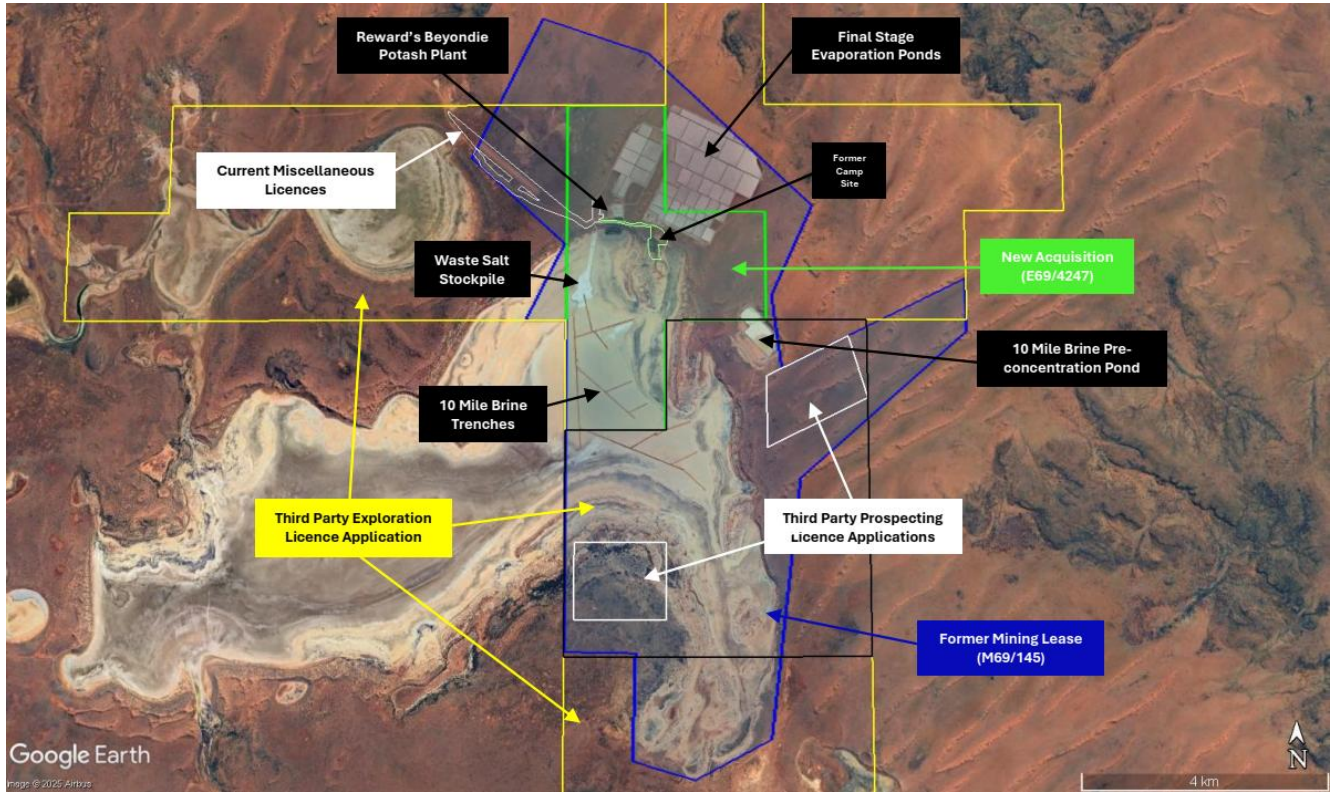 Reward's Beyondie
Potash Plant
Final Stage
Evaporation Ponds
Current Miscellaneous
Licences
Former
Camp
Site
Waste Salt
Stockpile
New Acquisition
(E69/4247)
10 Mile Brine Pre-
concentration Pond
10 Mile Brine
Trenches
Third Party Exploration
Licence Application
Third Party Prospecting
Licence Applications
Former Mining Lease
(M69/145)
Google Earth
Image © 2025 Airbus
N
4 km